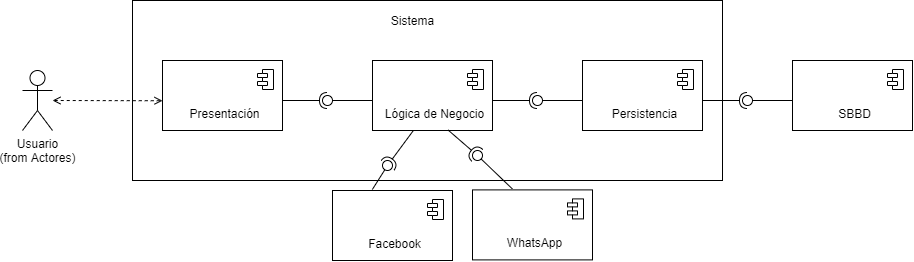 Sistema
Presentación
Lógica de Negocio
Persistencia
SBBD
Usuario
(from Actores)
Facebook
WhatsApp